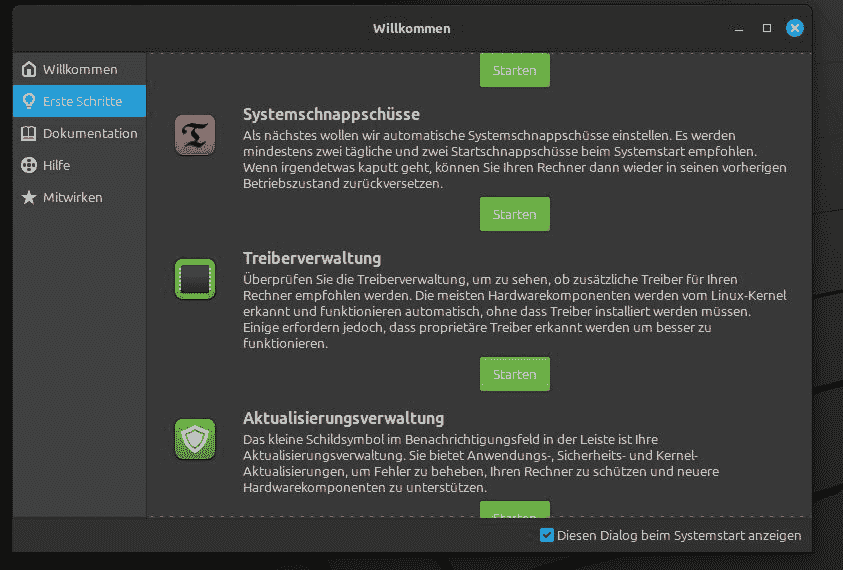 Willkommen
Willkommen
Erste Schritte
Dokumentation
Hilfe
Mitwirken
Starten
Systemschnappschüsse
Als nächstes wollen wir automatische Systemschnappschüsse einstellen. Es werden
mindestens zwei tägliche und zwei Startschnappschüsse beim Systemstart empfohlen.
Wenn irgendetwas kaputt geht, können Sie Ihren Rechner dann wieder in seinen vorherigen
Betriebszustand zurückversetzen.
Starten
Treiberverwaltung
Überprüfen Sie die Treiberverwaltung, um zu sehen, ob zusätzliche Treiber für Ihren
Rechner empfohlen werden. Die meisten Hardwarekomponenten werden vom Linux-Kernel
erkannt und funktionieren automatisch, ohne dass Treiber installiert werden müssen.
Einige erfordern jedoch, dass proprietäre Treiber erkannt werden um besser zu
funktionieren.
Starten
Aktualisierungsverwaltung
Das kleine Schildsymbol im Benachrichtigungsfeld in der Leiste ist Ihre
Aktualisierungsverwaltung. Sie bietet Anwendungs-, Sicherheits- und Kernel-
Aktualisierungen, um Fehler zu beheben, Ihren Rechner zu schützen und neuere
Hardwarekomponenten zu unterstützen.
Starten
Diesen Dialog beim Systemstart anzeigen